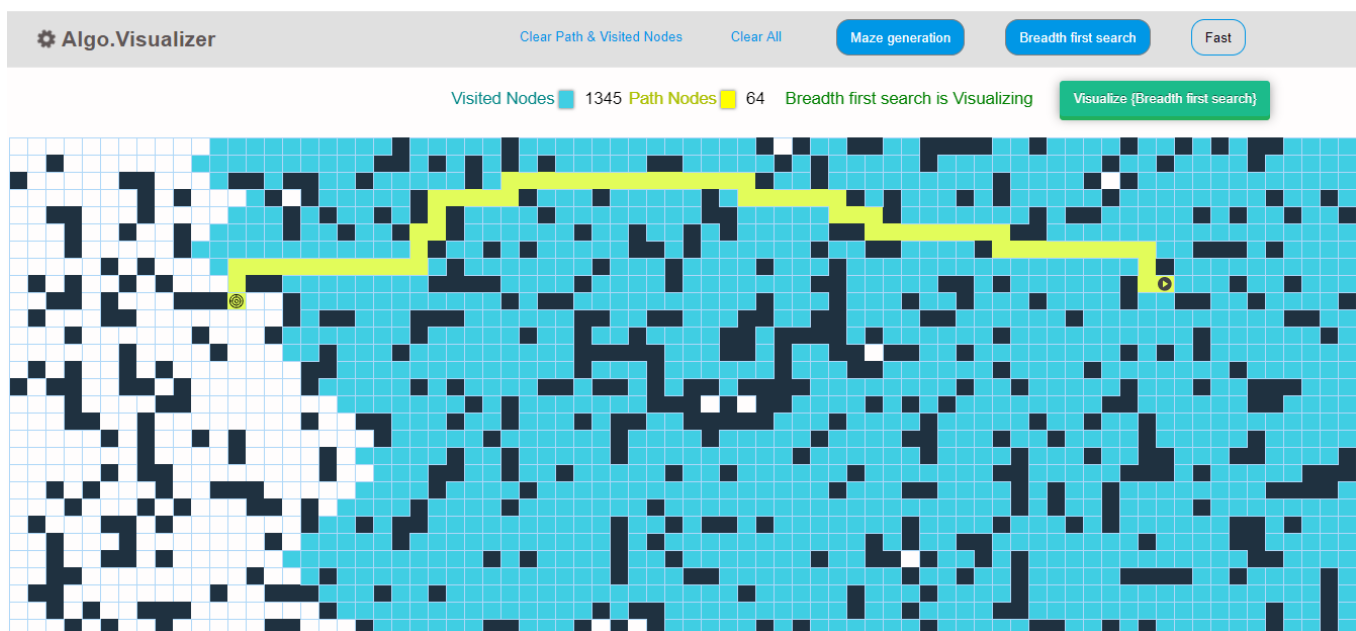 Algo.Visualizer
Clear Path & Visited Nodes
Clear All
Maze generation
Breadth first search
Fast
Visited Nodes 1345 Path Nodes 64 Breadth first search is Visualizing
Visualize {Breadth first search}